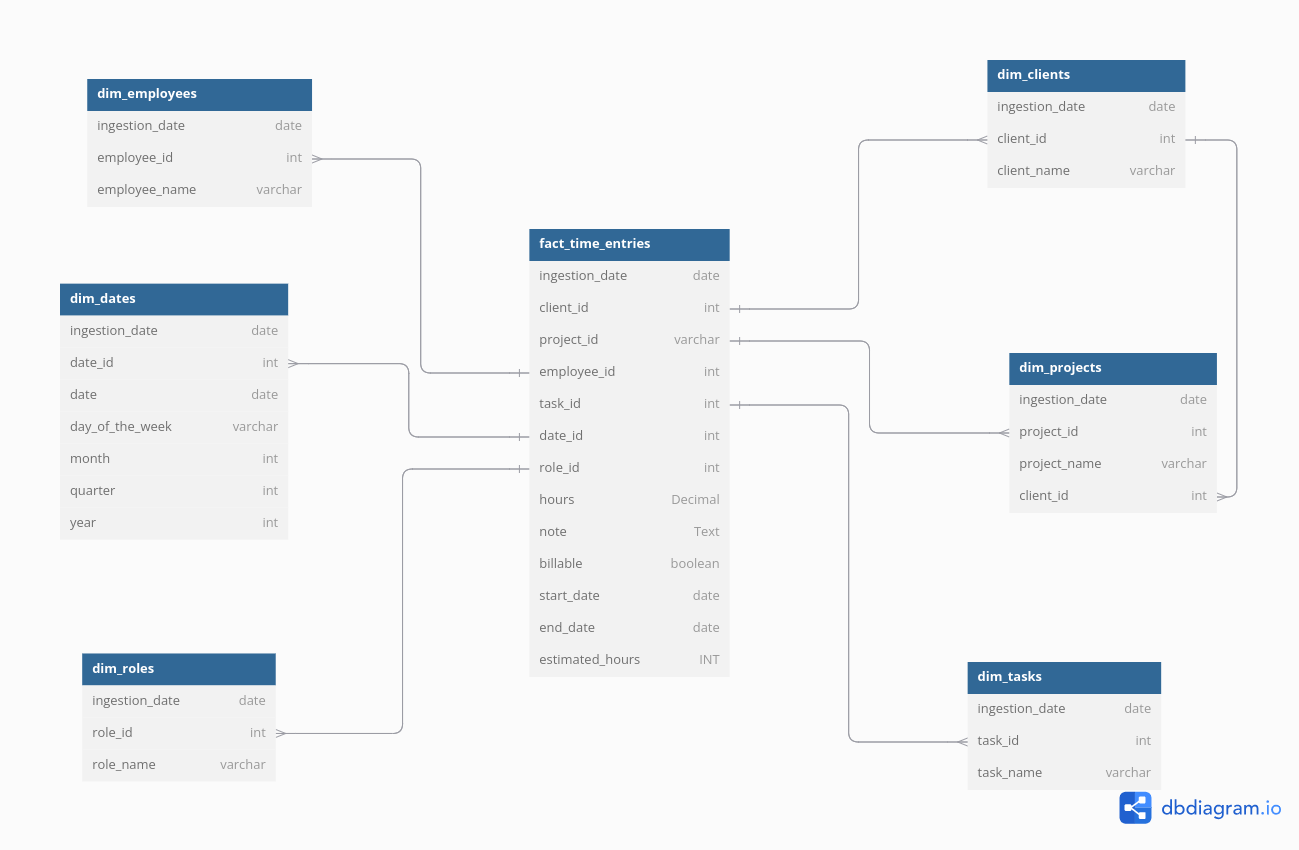 dim_employees
ingestion_date date
employee_id int
employee_name varchar
dim_dates
ingestion_date date
date_id int
date date
day_of_the_week varchar
month int
quarter int
year int
dim_roles
ingestion_date date
role_id int
role_name varchar
fact_time_entries
ingestion_date date
client_id int
project_id varchar
employee_id int
task_id int
date_id int
role_id int
hours Decimal
note Text
billable boolean
start_date date
end_date date
estimated_hours INT
dim_clients
ingestion_date date
client_id int
client_name varchar
dim_projects
ingestion_date date
project_id int
project_name varchar
client_id int
dim_tasks
ingestion_date date
task_id int
task_name varchar
dbdiagram.io